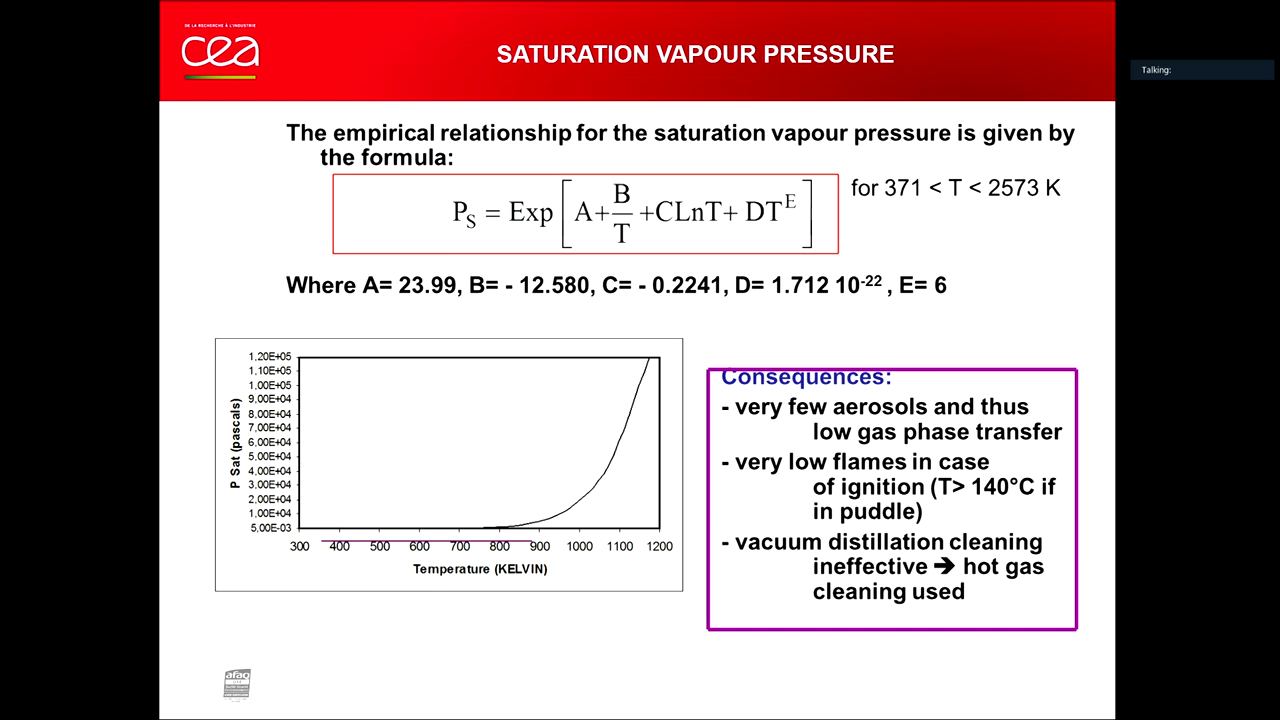 DE LA RECHERCHE À L'INDUSTRIE
cea
SATURATION VAPOUR PRESSURE
Talking:
The empirical relationship for the saturation vapour pressure is given by
the formula:
P_S = Exp [ A + B/T + CLnT + DT^E ]
for 371 < T < 2573 K
Where A= 23.99, B= - 12.580, C= - 0.2241, D= 1.712 10^-22 , E= 6
P Sat (pascals)
1,20E+05
1,10E+05
1,00E+05
9,00E+04
8,00E+04
7,00E+04
6,00E+04
5,00E+04
4,00E+04
3,00E+04
2,00E+04
1,00E+04
5,00E-03
300 400 500 600 700 800 900 1000 1100 1200
Temperature (KELVIN)
Consequences:
- very few aerosols and thus
low gas phase transfer
- very low flames in case
of ignition (T> 140°C if
in puddle)
- vacuum distillation cleaning
ineffective ➔ hot gas
cleaning used
afaq